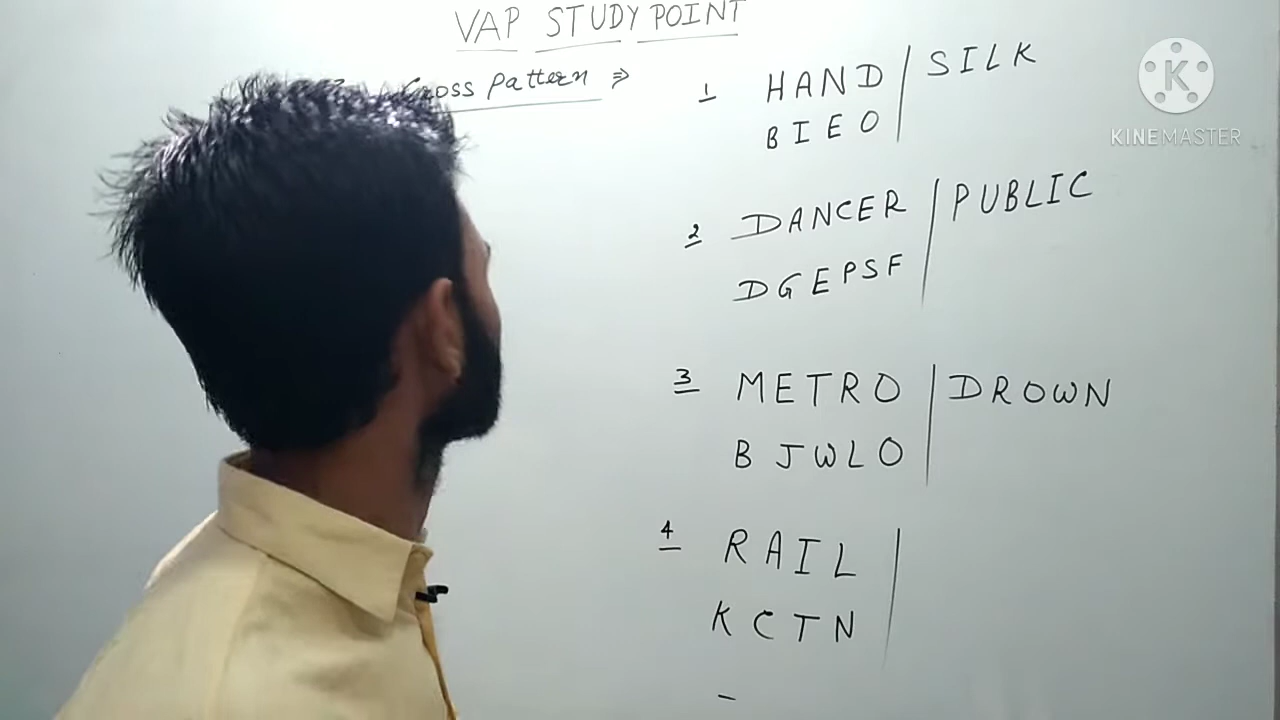 VAP STUDY POINT
Cross Pattern ⇒
1 HAND / SILK
BIEO
2 DANCER / PUBLIC
DGEPSF
3 METRO / DROWN
BJWLO
4 RAIL /
KCTN
K
KINEMASTER